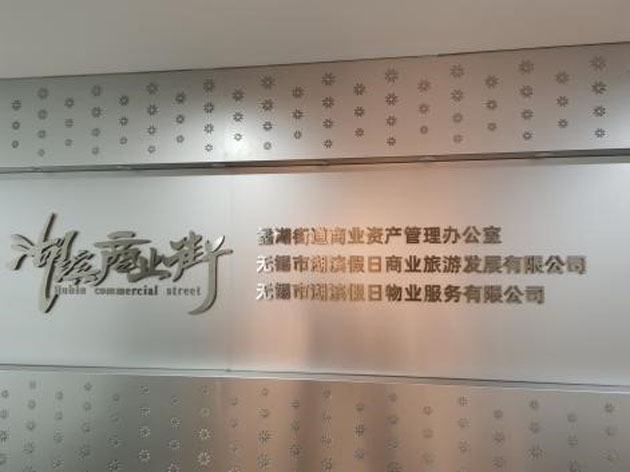 湖滨商业街
hubin commercial street
蠡湖街道商业资产管理办公室
无锡市湖滨假日商业旅游发展有限公司
无锡市湖滨假日物业服务有限公司